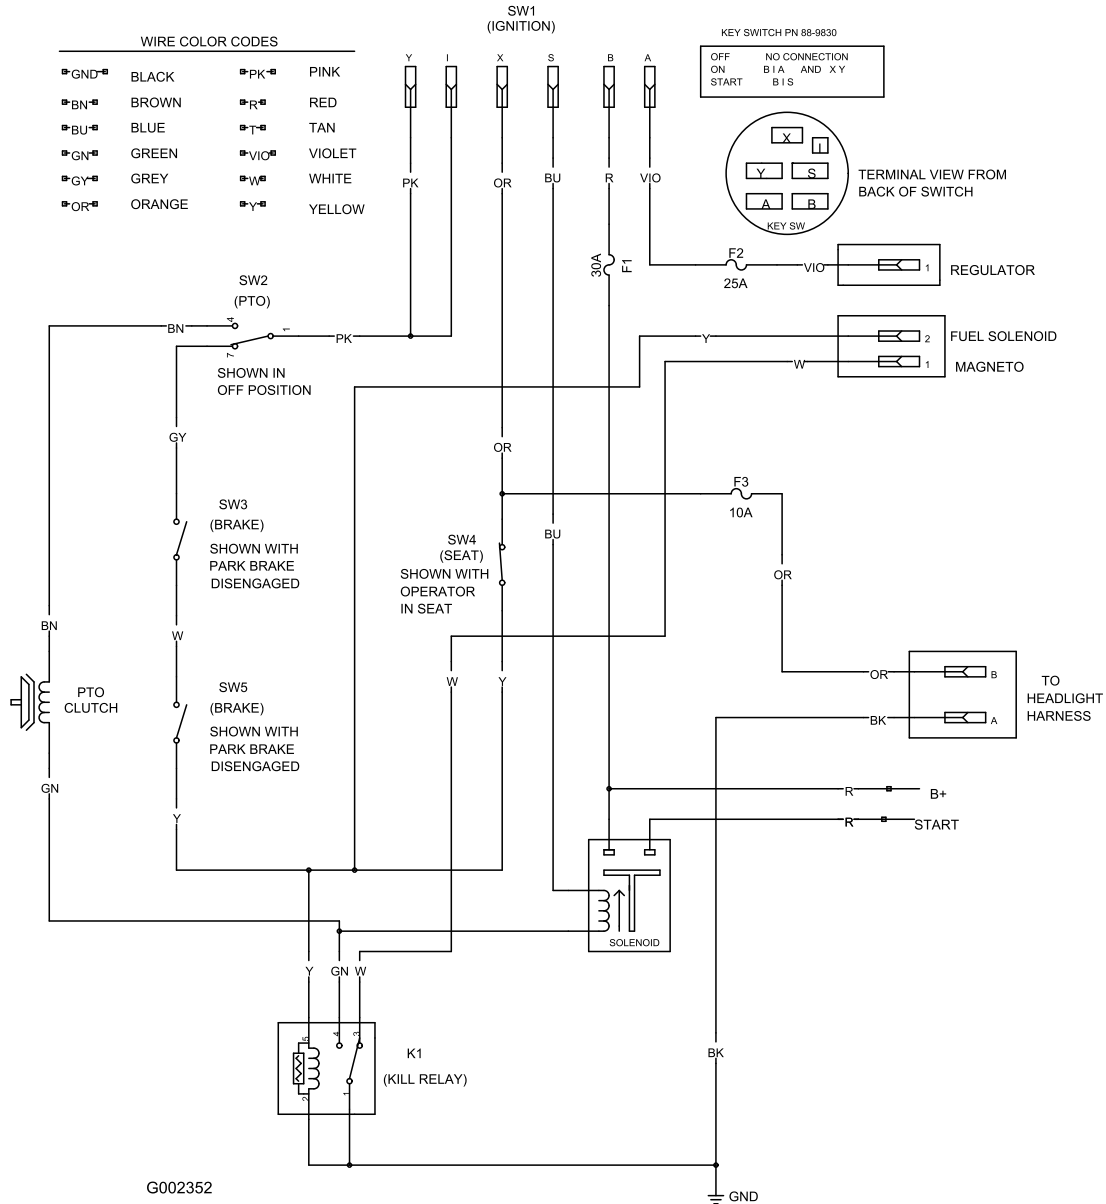 SW1
(IGNITION)
WIRE COLOR CODES
GND BLACK PK PINK
BN BROWN R RED
BU BLUE T TAN
GN GREEN VIO VIOLET
GY GREY W WHITE
OR ORANGE Y YELLOW
Y I X S B A
KEY SWITCH PN 88-9830
OFF NO CONNECTION
ON B I A AND X Y
START B I S
X
I
Y S
A B
KEY SW
TERMINAL VIEW FROM
BACK OF SWITCH
PK OR BU R VIO
30A F1
F2
25A
VIO
1
REGULATOR
SW2
(PTO)
BN
4
1
7
PK
SHOWN IN
OFF POSITION
Y
2
FUEL SOLENOID
W
1
MAGNETO
GY
OR
F3
10A
SW3
(BRAKE)
SHOWN WITH
PARK BRAKE
DISENGAGED
SW4
(SEAT)
SHOWN WITH
OPERATOR
IN SEAT
BU
OR
BN
W
W
Y
OR
B
BK
A
TO
HEADLIGHT
HARNESS
PTO
CLUTCH
SW5
(BRAKE)
SHOWN WITH
PARK BRAKE
DISENGAGED
GN
Y
R
B+
R
START
SOLENOID
Y GN W
5
4
3
2
1
K1
(KILL RELAY)
BK
G002352
GND